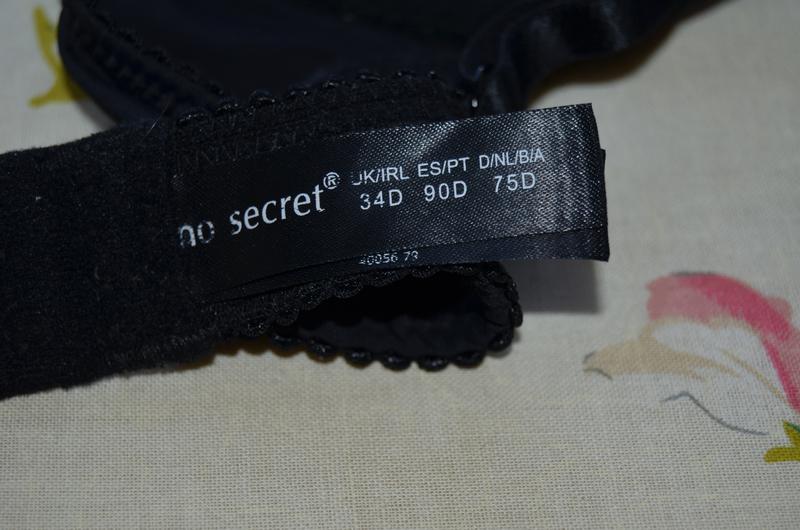 no secret®
UK/IRL ES/PT D/NL/B/A
34D 90D 75D
40056 73